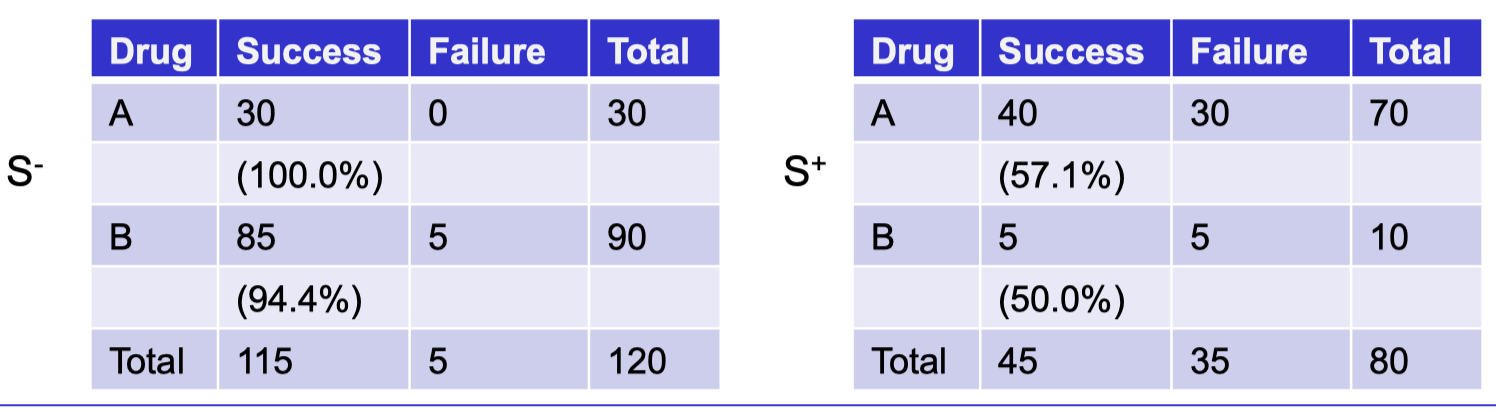 Drug Success Failure Total
A 30 0 30
(100.0%)
S-
B 85 5 90
(94.4%)
Total 115 5 120
Drug Success Failure Total
A 40 30 70
(57.1%)
S+
B 5 5 10
(50.0%)
Total 45 35 80